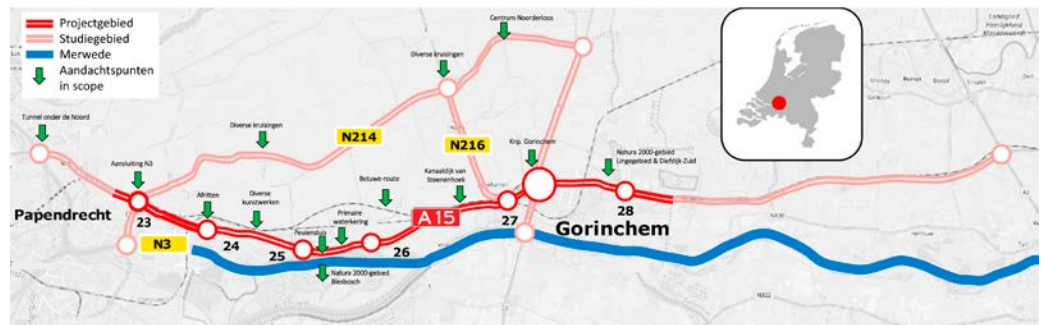 Projectgebied
Studiegebied
Merwede
Aandachtspunten
in scope
Centrum Noorderloos
Diverse kruisingen
Tunnel onder de Noord
Diverse kruisingen
N214
N216
Knp. Gorinchem
Aansluiting N3
Natura 2000-gebied
Lingegebied & Diefdijk-Zuid
Kanaaldijk van
Steenenhoek
Betuwe-route
Afritten
Diverse
kunstwerken
Primaire
waterkering
Papendrecht
23
A15
27
28
Peulensluis
N3
24
25
26
Gorinchem
Natura 2000-gebied
Biesbosch
N322